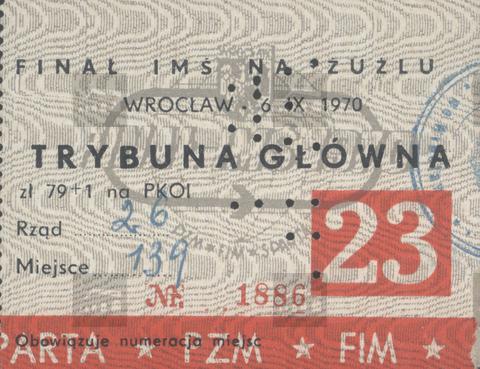 FINAŁ IMŚ NA ŻUŻLU
WROCŁAW - 6 X 1970
TRYBUNA GŁÓWNA
zł 79+1 na PKOl
Rząd 26
Miejsce 139
23
Nr. 1886
PARTA ★ PZM ★ FIM ★
Obowiązuje numeracja miejsc